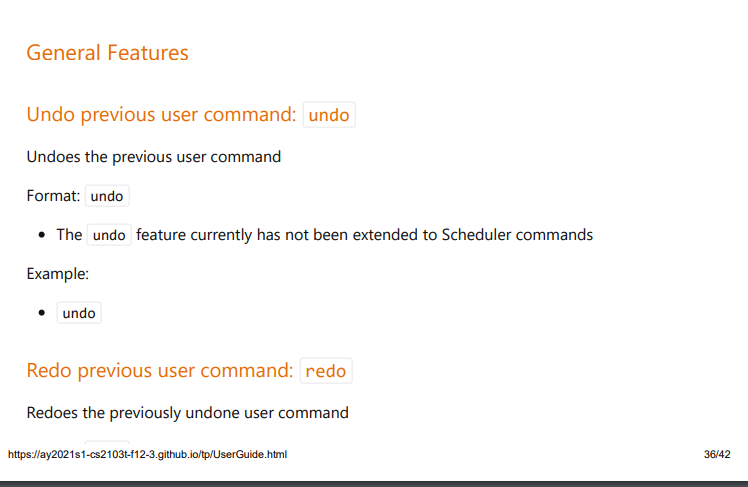 General Features
Undo previous user command: undo
Undoes the previous user command
Format: undo
• The undo feature currently has not been extended to Scheduler commands
Example:
• undo
Redo previous user command: redo
Redoes the previously undone user command
https://ay2021s1-cs2103t-f12-3.github.io/tp/UserGuide.html 36/42